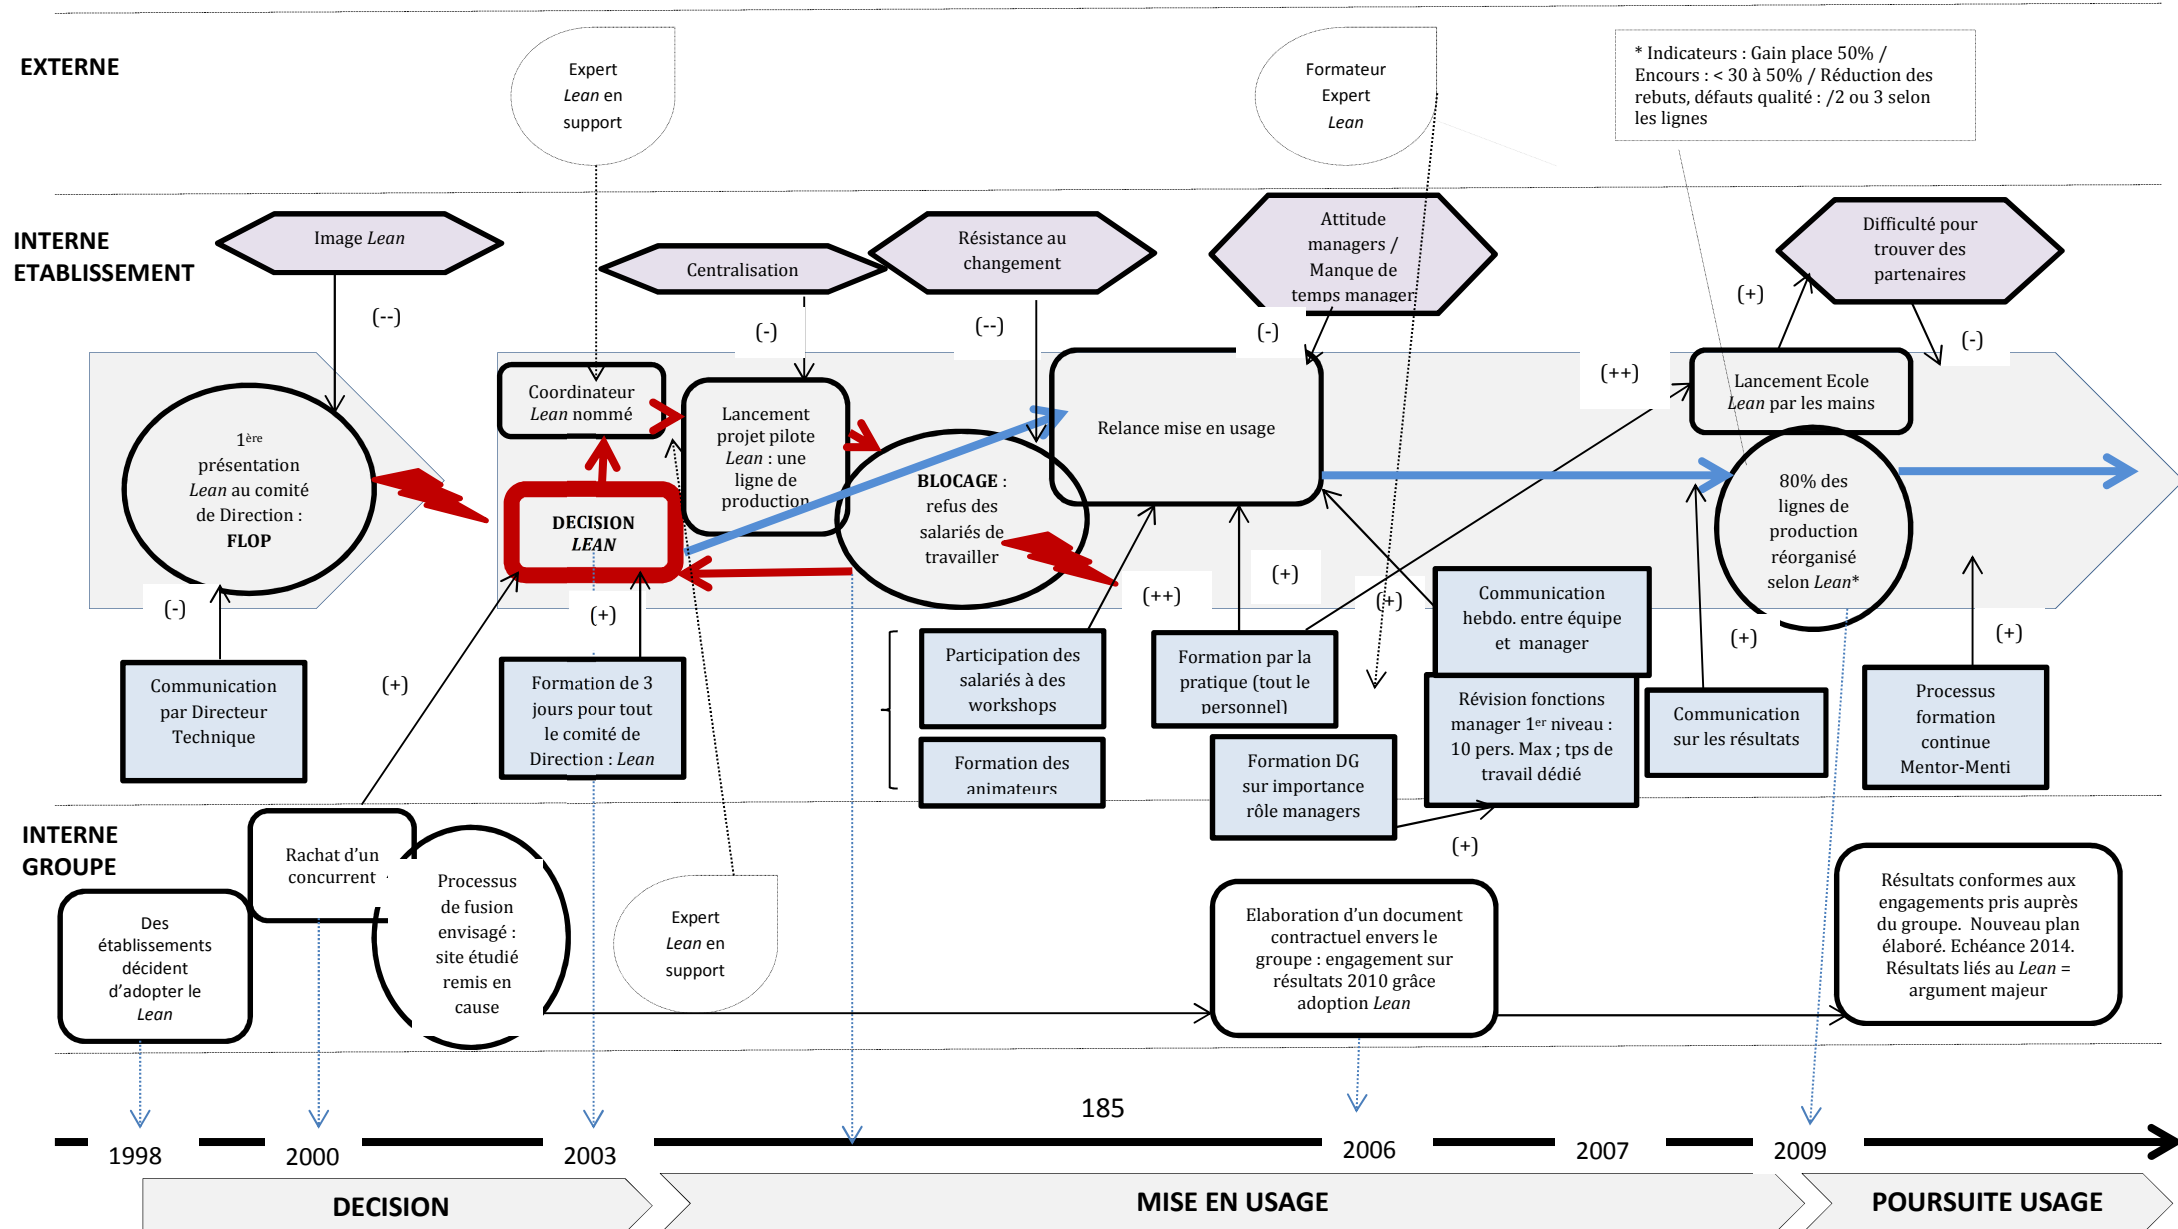 EXTERNE
Expert
Lean en
support
Formateur
Expert
Lean
* Indicateurs : Gain place 50% /
Encours : < 30 à 50% / Réduction des
rebuts, défauts qualité : /2 ou 3 selon
les lignes
INTERNE
ETABLISSEMENT
Image Lean
Centralisation
Résistance au
changement
Attitude
managers /
Manque de
temps manager
Difficulté pour
trouver des
partenaires
(--)
(-)
(--)
(-)
(+)
(-)
(++)
1ère
présentation
Lean au comité
de Direction :
FLOP
Coordinateur
Lean nommé
DECISION
LEAN
Lancement
projet pilote
Lean : une
ligne de
production
BLOCAGE :
refus des
salariés de
travailler
Relance mise en usage
Lancement Ecole
Lean par les mains
80% des
lignes de
production
réorganisé
selon Lean*
(-)
(+)
(+)
(++)
(+)
(+)
(+)
(+)
Communication
par Directeur
Technique
Formation de 3
jours pour tout
le comité de
Direction : Lean
Participation des
salariés à des
workshops
Formation des
animateurs
Formation par la
pratique (tout le
personnel)
Formation DG
sur importance
rôle managers
Communication
hebdo. entre équipe
et manager
Révision fonctions
manager 1er niveau :
10 pers. Max ; tps de
travail dédié
Communication
sur les résultats
Processus
formation
continue
Mentor-Menti
(+)
INTERNE
GROUPE
Des
établissements
décident
d'adopter le
Lean
Rachat d'un
concurrent
Processus
de fusion
envisagé :
site étudié
remis en
cause
Expert
Lean en
support
Elaboration d'un document
contractuel envers le
groupe : engagement sur
résultats 2010 grâce
adoption Lean
Résultats conformes aux
engagements pris auprès
du groupe. Nouveau plan
élaboré. Echéance 2014.
Résultats liés au Lean =
argument majeur
185
1998
2000
2003
2006
2007
2009
DECISION
MISE EN USAGE
POURSUITE USAGE